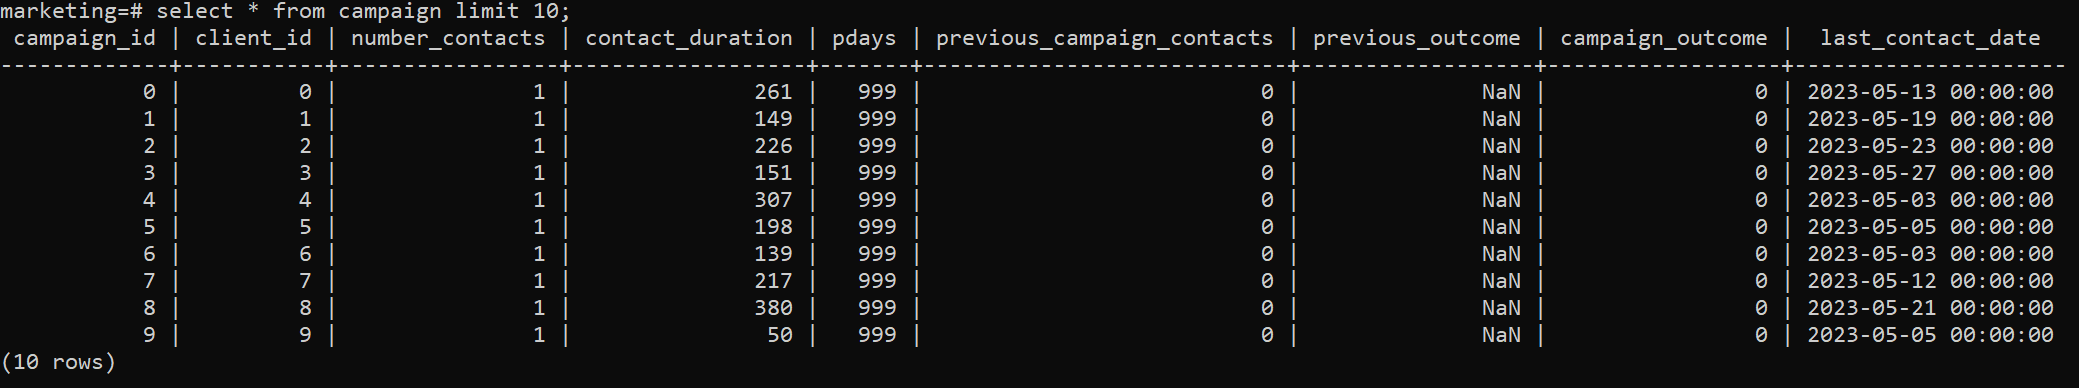 marketing=# select * from campaign limit 10;
 campaign_id | client_id | number_contacts | contact_duration | pdays | previous_campaign_contacts | previous_outcome | campaign_outcome |  last_contact_date
-------------+-----------+-----------------+------------------+-------+----------------------------+------------------+------------------+---------------------
           0 |         0 |               1 |              261 |   999 |                          0 |              NaN |                0 | 2023-05-13 00:00:00
           1 |         1 |               1 |              149 |   999 |                          0 |              NaN |                0 | 2023-05-19 00:00:00
           2 |         2 |               1 |              226 |   999 |                          0 |              NaN |                0 | 2023-05-23 00:00:00
           3 |         3 |               1 |              151 |   999 |                          0 |              NaN |                0 | 2023-05-27 00:00:00
           4 |         4 |               1 |              307 |   999 |                          0 |              NaN |                0 | 2023-05-03 00:00:00
           5 |         5 |               1 |              198 |   999 |                          0 |              NaN |                0 | 2023-05-05 00:00:00
           6 |         6 |               1 |              139 |   999 |                          0 |              NaN |                0 | 2023-05-03 00:00:00
           7 |         7 |               1 |              217 |   999 |                          0 |              NaN |                0 | 2023-05-12 00:00:00
           8 |         8 |               1 |              380 |   999 |                          0 |              NaN |                0 | 2023-05-21 00:00:00
           9 |         9 |               1 |               50 |   999 |                          0 |              NaN |                0 | 2023-05-05 00:00:00
(10 rows)